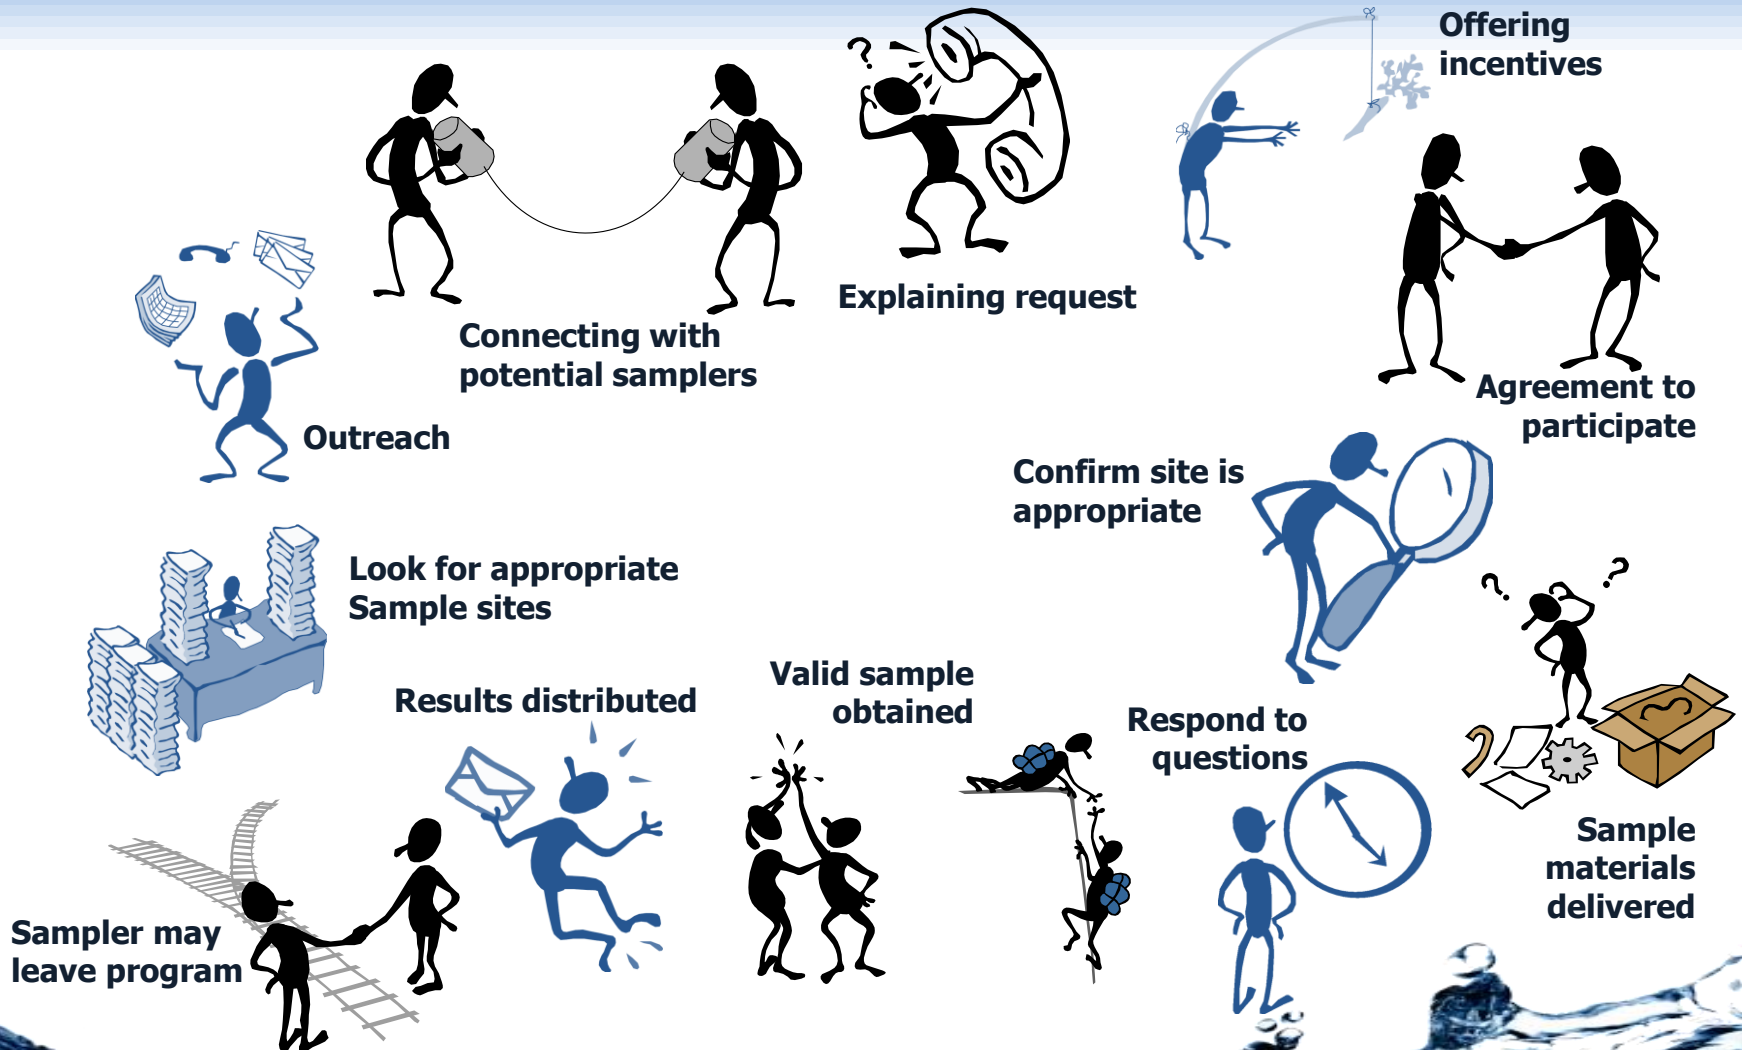 Offering
incentives
Explaining request
Connecting with
potential samplers
Agreement to
participate
Outreach
Confirm site is
appropriate
Look for appropriate
Sample sites
?
?
?
Results distributed
Valid sample
obtained
Respond to
questions
Sample
materials
delivered
Sampler may
leave program